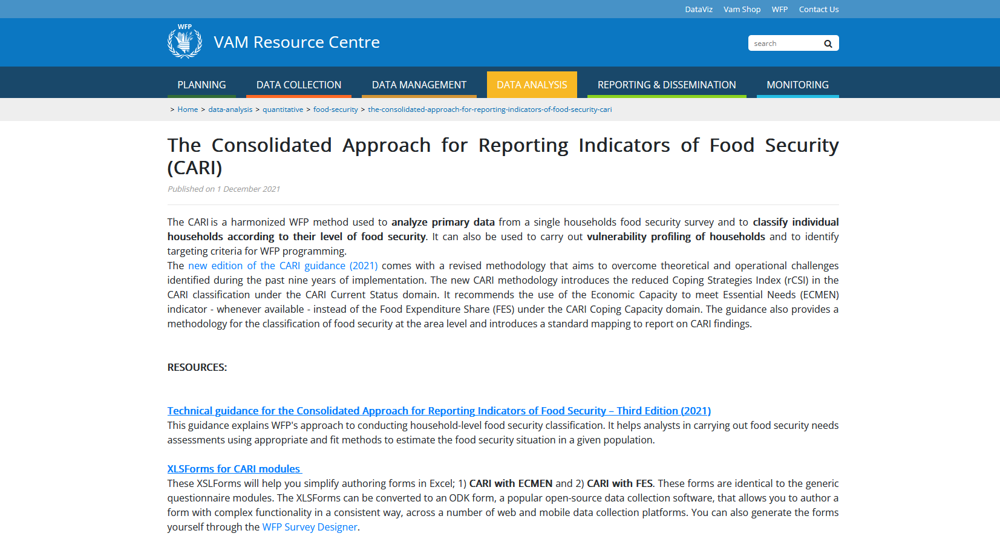 DataViz Vam Shop WFP Contact Us
WFP
VAM Resource Centre
search
PLANNING DATA COLLECTION DATA MANAGEMENT DATA ANALYSIS REPORTING & DISSEMINATION MONITORING
> Home > data-analysis > quantitative > food-security > the-consolidated-approach-for-reporting-indicators-of-food-security-cari
The Consolidated Approach for Reporting Indicators of Food Security
(CARI)
Published on 1 December 2021
The CARI is a harmonized WFP method used to analyze primary data from a single households food security survey and to classify individual
households according to their level of food security. It can also be used to carry out vulnerability profiling of households and to identify
targeting criteria for WFP programming.
The new edition of the CARI guidance (2021) comes with a revised methodology that aims to overcome theoretical and operational challenges
identified during the past nine years of implementation. The new CARI methodology introduces the reduced Coping Strategies Index (rCSI) in the
CARI classification under the CARI Current Status domain. It recommends the use of the Economic Capacity to meet Essential Needs (ECMEN)
indicator - whenever available - instead of the Food Expenditure Share (FES) under the CARI Coping Capacity domain. The guidance also provides a
methodology for the classification of food security at the area level and introduces a standard mapping to report on CARI findings.
RESOURCES:
Technical guidance for the Consolidated Approach for Reporting Indicators of Food Security – Third Edition (2021)
This guidance explains WFP's approach to conducting household-level food security classification. It helps analysts in carrying out food security needs
assessments using appropriate and fit methods to estimate the food security situation in a given population.
XLSForms for CARI modules
These XSLForms will help you simplify authoring forms in Excel; 1) CARI with ECMEN and 2) CARI with FES. These forms are identical to the generic
questionnaire modules. The XLSForms can be converted to an ODK form, a popular open-source data collection software, that allows you to author a
form with complex functionality in a consistent way, across a number of web and mobile data collection platforms. You can also generate the forms
yourself through the WFP Survey Designer.